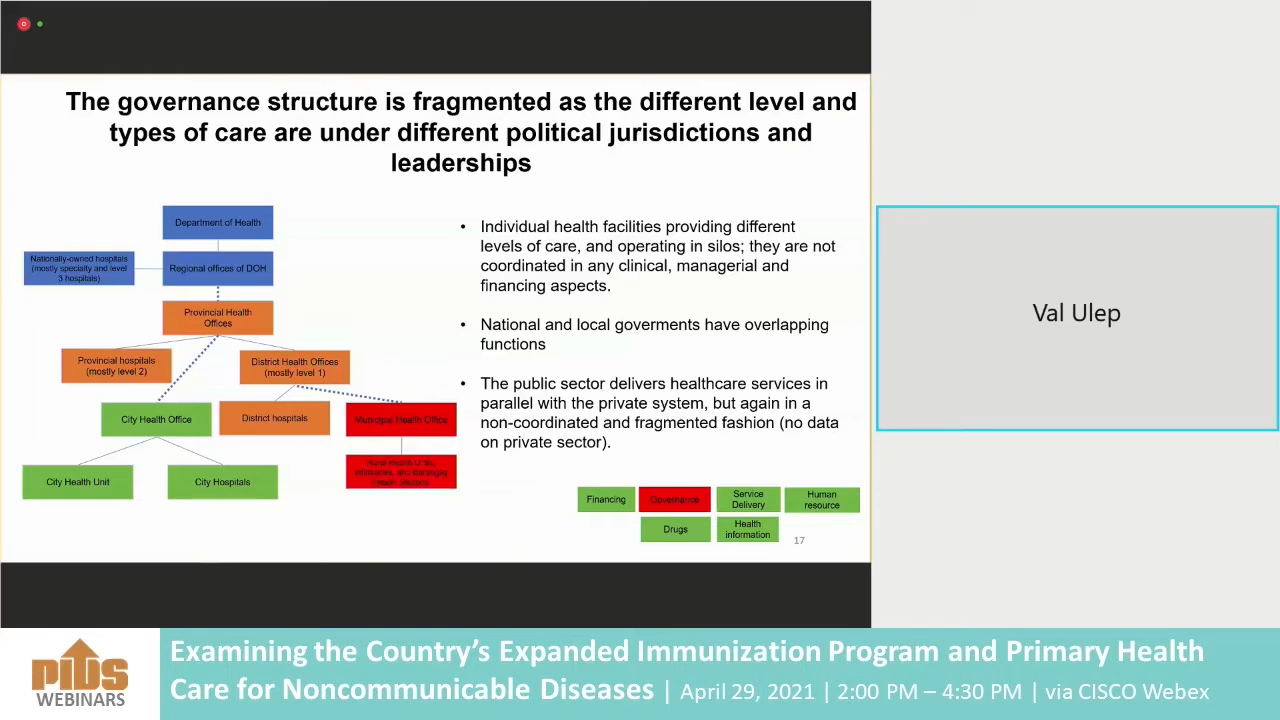 The governance structure is fragmented as the different level and
types of care are under different political jurisdictions and
leaderships
Department of Health
Nationally-owned hospitals
(mostly specialty and level
3 hospitals)
Regional offices of DOH
Provincial Health
Offices
Provincial hospitals
(mostly level 2)
District Health Offices
(mostly level 1)
City Health Office
District hospitals
Municipal Health Office
Rural Health Units,
Infirmaries, and Barangay
Health Stations
City Health Unit
City Hospitals
• Individual health facilities providing different
levels of care, and operating in silos; they are not
coordinated in any clinical, managerial and
financing aspects.
• National and local goverments have overlapping
functions
• The public sector delivers healthcare services in
parallel with the private system, but again in a
non-coordinated and fragmented fashion (no data
on private sector).
Financing
Governance
Service
Delivery
Human
resource
Drugs
Health
information
17
Val Ulep
PIDS
WEBINARS
Examining the Country's Expanded Immunization Program and Primary Health
Care for Noncommunicable Diseases | April 29, 2021 | 2:00 PM – 4:30 PM | via CISCO Webex